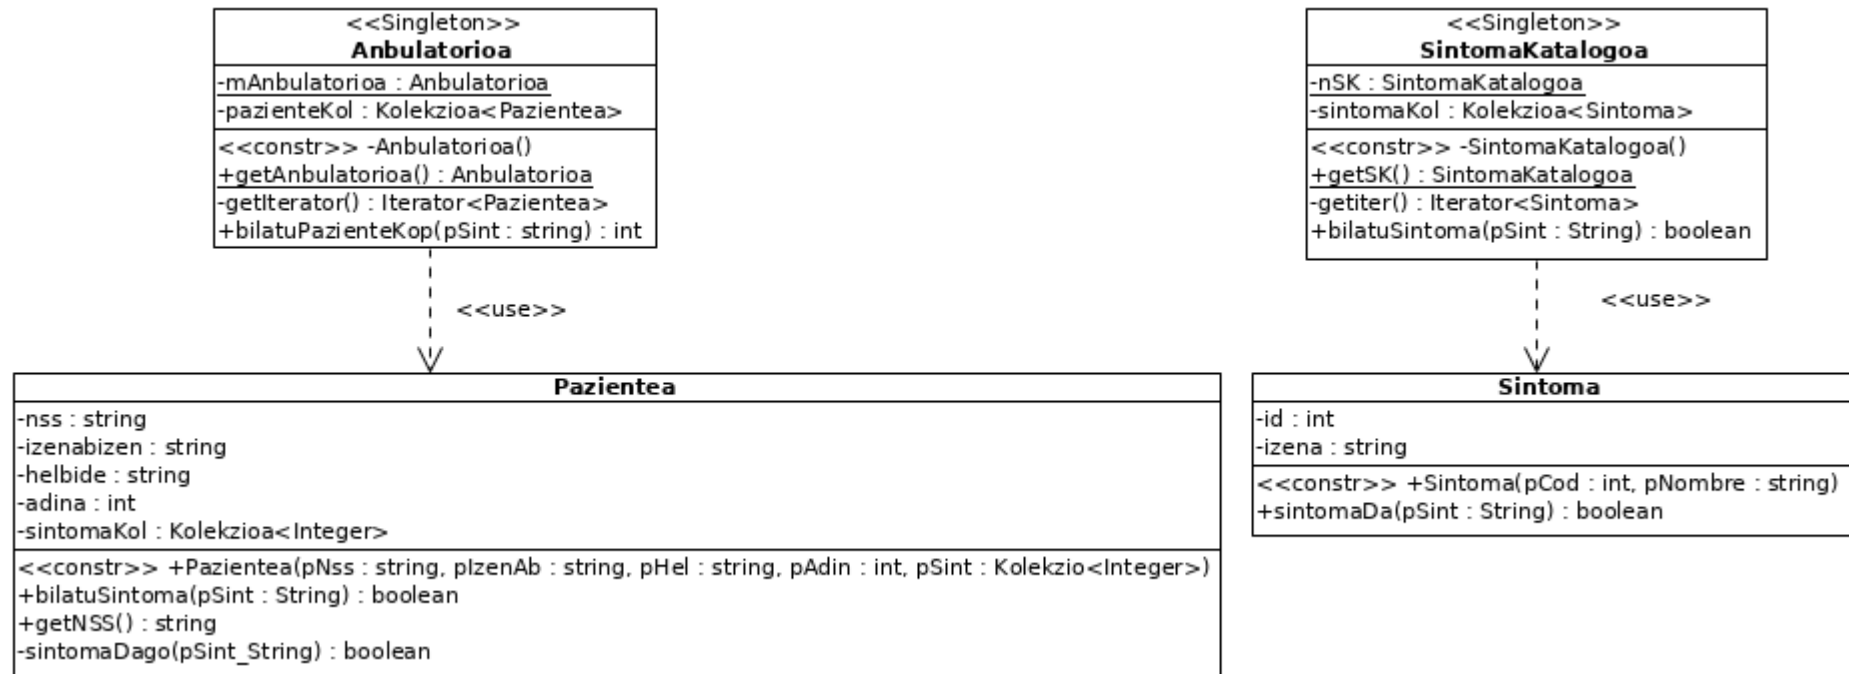 <<Singleton>>
Anbulatorioa
-mAnbulatorioa : Anbulatorioa
-pazienteKol : Kolekzioa<Pazientea>
<<constr>> -Anbulatorioa()
+getAnbulatorioa() : Anbulatorioa
-getIterator() : Iterator<Pazientea>
+bilatuPazienteKop(pSint : string) : int
<<use>>
<<Singleton>>
SintomaKatalogoa
-nSK : SintomaKatalogoa
-sintomaKol : Kolekzioa<Sintoma>
<<constr>> -SintomaKatalogoa()
+getSK() : SintomaKatalogoa
-getiter() : Iterator<Sintoma>
+bilatuSintoma(pSint : String) : boolean
<<use>>
Pazientea
-nss : string
-izenabizen : string
-helbide : string
-adina : int
-sintomaKol : Kolekzioa<Integer>
<<constr>> +Pazientea(pNss : string, pIzenAb : string, pHel : string, pAdin : int, pSint : Kolekzio<Integer>)
+bilatuSintoma(pSint : String) : boolean
+getNSS() : string
-sintomaDago(pSint_String) : boolean
Sintoma
-id : int
-izena : string
<<constr>> +Sintoma(pCod : int, pNombre : string)
+sintomaDa(pSint : String) : boolean